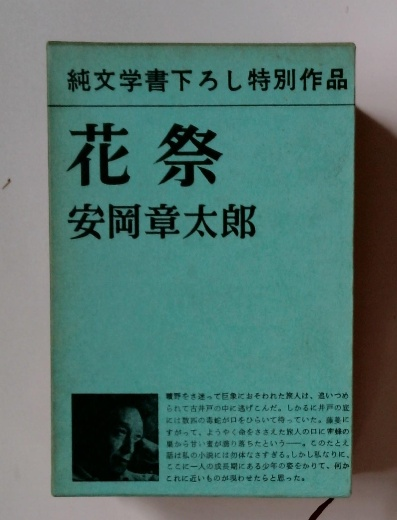 純文学書下ろし特別作品
花祭
安岡章太郎
曠野をさ迷って巨象におそわれた旅人は、追いつめ
られて古井戸の中に逃げこんだ。しかるに井戸の底
には数匹の毒蛇が口をひらいて待っていた。藤蔓に
すがって、ようやく命をささえた旅人の口に蜜蜂の
巣から甘い者が滴り落ちたという──。このたとえ
話は私の小説には勿体なさすぎる。しかし私なりに、
ここに一人の成長期にある少年の姿をかりて、何か
これに近いものが現わせたらと思った。